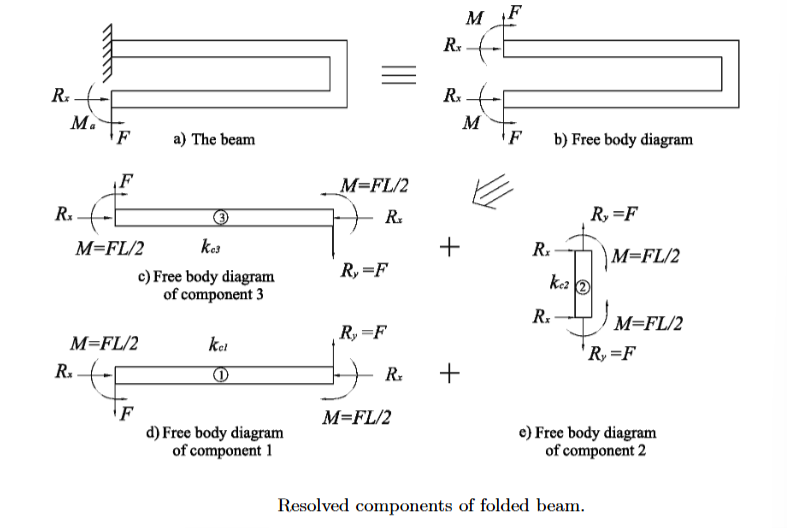 M F
Rx
Rx
Ma
F
a) The beam
Rx
M
F
b) Free body diagram
F
M=FL/2
Rx ③ Rx
M=FL/2 kc3
Ry =F
c) Free body diagram
of component 3
+
Ry =F
Rx
M=FL/2
kc2 ②
Rx
M=FL/2
Ry =F
Ry =F
M=FL/2 kc1
Rx ① Rx
+
F
M=FL/2
d) Free body diagram
of component 1
e) Free body diagram
of component 2
Resolved components of folded beam.